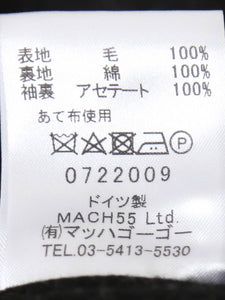 表地 毛 100%
裏地 綿 100%
袖裏 アセテート 100%
あて布使用
P
0722009
ドイツ製
MACH55 Ltd.
(有)マッハゴーゴー
TEL.03-5413-5530